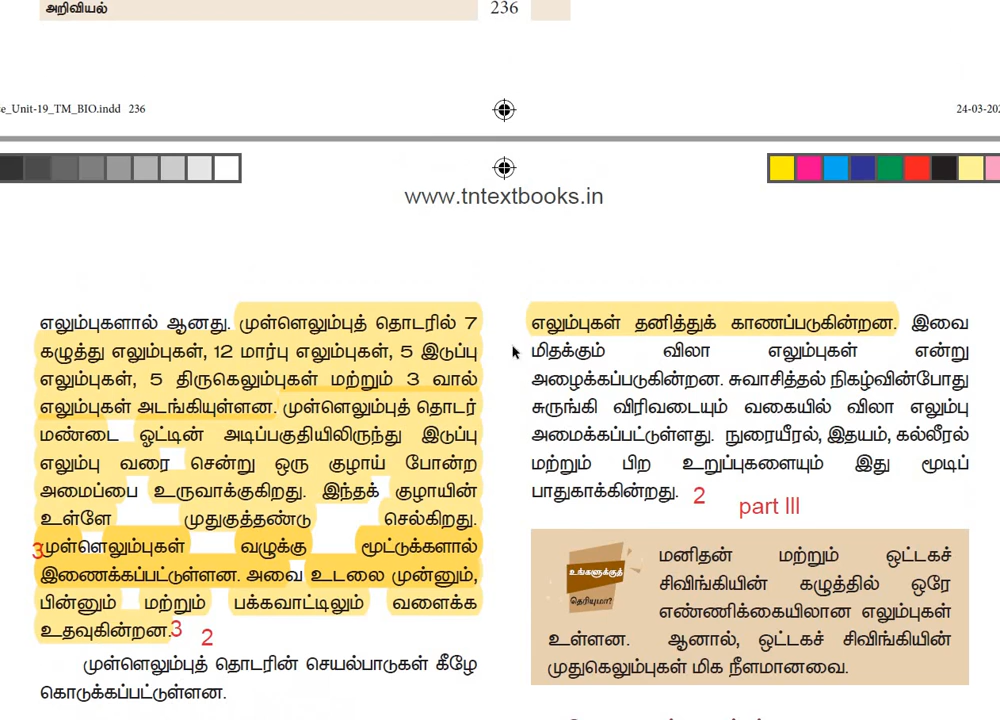 அறிவியல்
236
e_Unit-19_TM_BIO.indd 236
24-03-202
www.tntextbooks.in
எலும்புகளால் ஆனது. முள்ளெலும்புத் தொடரில் 7
கழுத்து எலும்புகள், 12 மார்பு எலும்புகள், 5 இடுப்பு
எலும்புகள், 5 திருகெலும்புகள் மற்றும் 3 வால்
எலும்புகள் அடங்கியுள்ளன. முள்ளெலும்புத் தொடர்
மண்டை ஓட்டின் அடிப்பகுதியிலிருந்து இடுப்பு
எலும்பு வரை சென்று ஒரு குழாய் போன்ற
அமைப்பை உருவாக்குகிறது. இந்தக் குழாயின்
உள்ளே முதுகுத்தண்டு செல்கிறது.
3 முள்ளெலும்புகள் வழுக்கு மூட்டுக்களால்
இணைக்கப்பட்டுள்ளன. அவை உடலை முன்னும்,
பின்னும் மற்றும் பக்கவாட்டிலும் வளைக்க
உதவுகின்றன. 3 2
முள்ளெலும்புத் தொடரின் செயல்பாடுகள் கீழே
கொடுக்கப்பட்டுள்ளன.
எலும்புகள் தனித்துக் காணப்படுகின்றன. இவை
மிதக்கும் விலா எலும்புகள் என்று
அழைக்கப்படுகின்றன. சுவாசித்தல் நிகழ்வின்போது
சுருங்கி விரிவடையும் வகையில் விலா எலும்பு
அமைக்கப்பட்டுள்ளது. நுரையீரல், இதயம், கல்லீரல்
மற்றும் பிற உறுப்புகளையும் இது மூடிப்
பாதுகாக்கின்றது. 2 part III
உங்களுக்குத்
தெரியுமா?
மனிதன் மற்றும் ஒட்டகச்
சிவிங்கியின் கழுத்தில் ஒரே
எண்ணிக்கையிலான எலும்புகள்
உள்ளன. ஆனால், ஒட்டகச் சிவிங்கியின்
முதுகெலும்புகள் மிக நீளமானவை.